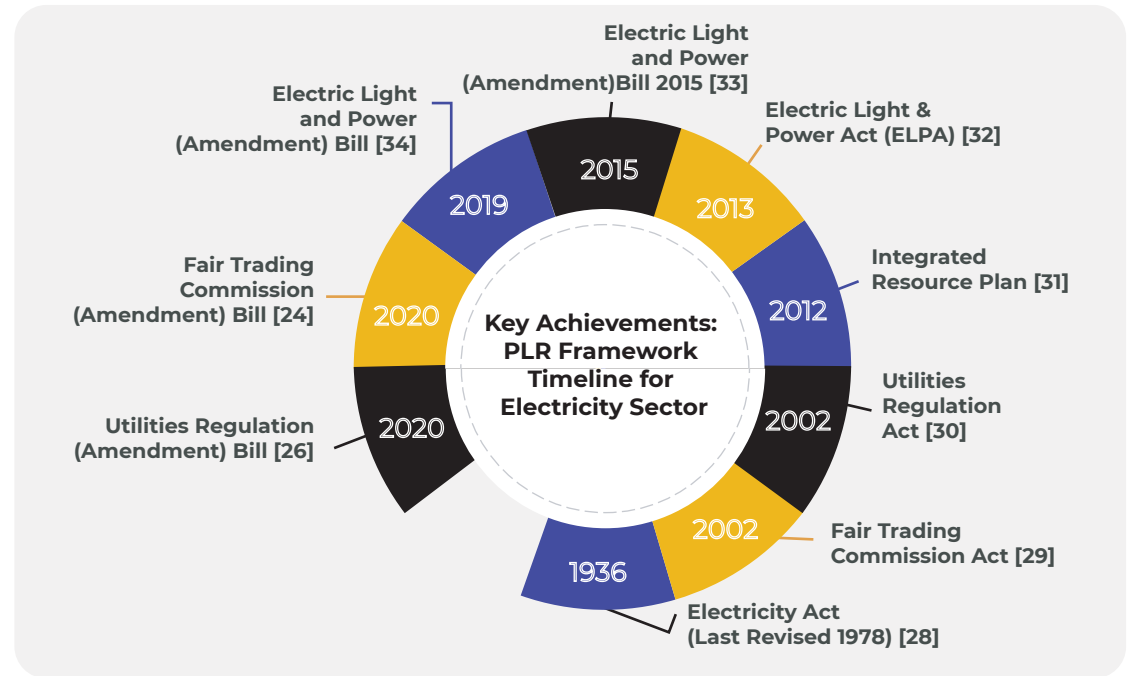 Electric Light
and Power
(Amendment)Bill 2015 [33]
2015
Electric Light &
Power Act (ELPA) [32]
2013
Integrated
Resource Plan [31]
2012
Utilities
Regulation
Act [30]
2002
Fair Trading
Commission Act [29]
2002
Electricity Act
(Last Revised 1978) [28]
1936
Utilities Regulation
(Amendment) Bill [26]
2020
Fair Trading
Commission
(Amendment) Bill [24]
2020
Electric Light
and Power
(Amendment) Bill [34]
2019
Key Achievements:
PLR Framework
Timeline for
Electricity Sector